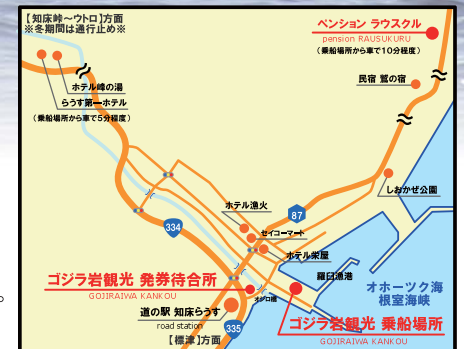 【知床峠～ウトロ】方面
※冬期間は通行止め※
ペンション ラウスクル
pension RAUSUKURU
(乗船場所から車で10分程度)
ホテル峰の湯
らうす第一ホテル
(乗船場所から車で5分程度)
民宿 鷲の宿
しおかぜ公園
ホテル漁火
87
セイコーマート
334
ホテル栄屋
羅臼漁港
ゴジラ岩観光 発券待合所
GOJIRAIWA KANKOU
オホーツク海
根室海峡
道の駅 知床らうす
road station
ゴジラ岩観光 乗船場所
GOJIRAIWA KANKOU
335
【標津】方面
。